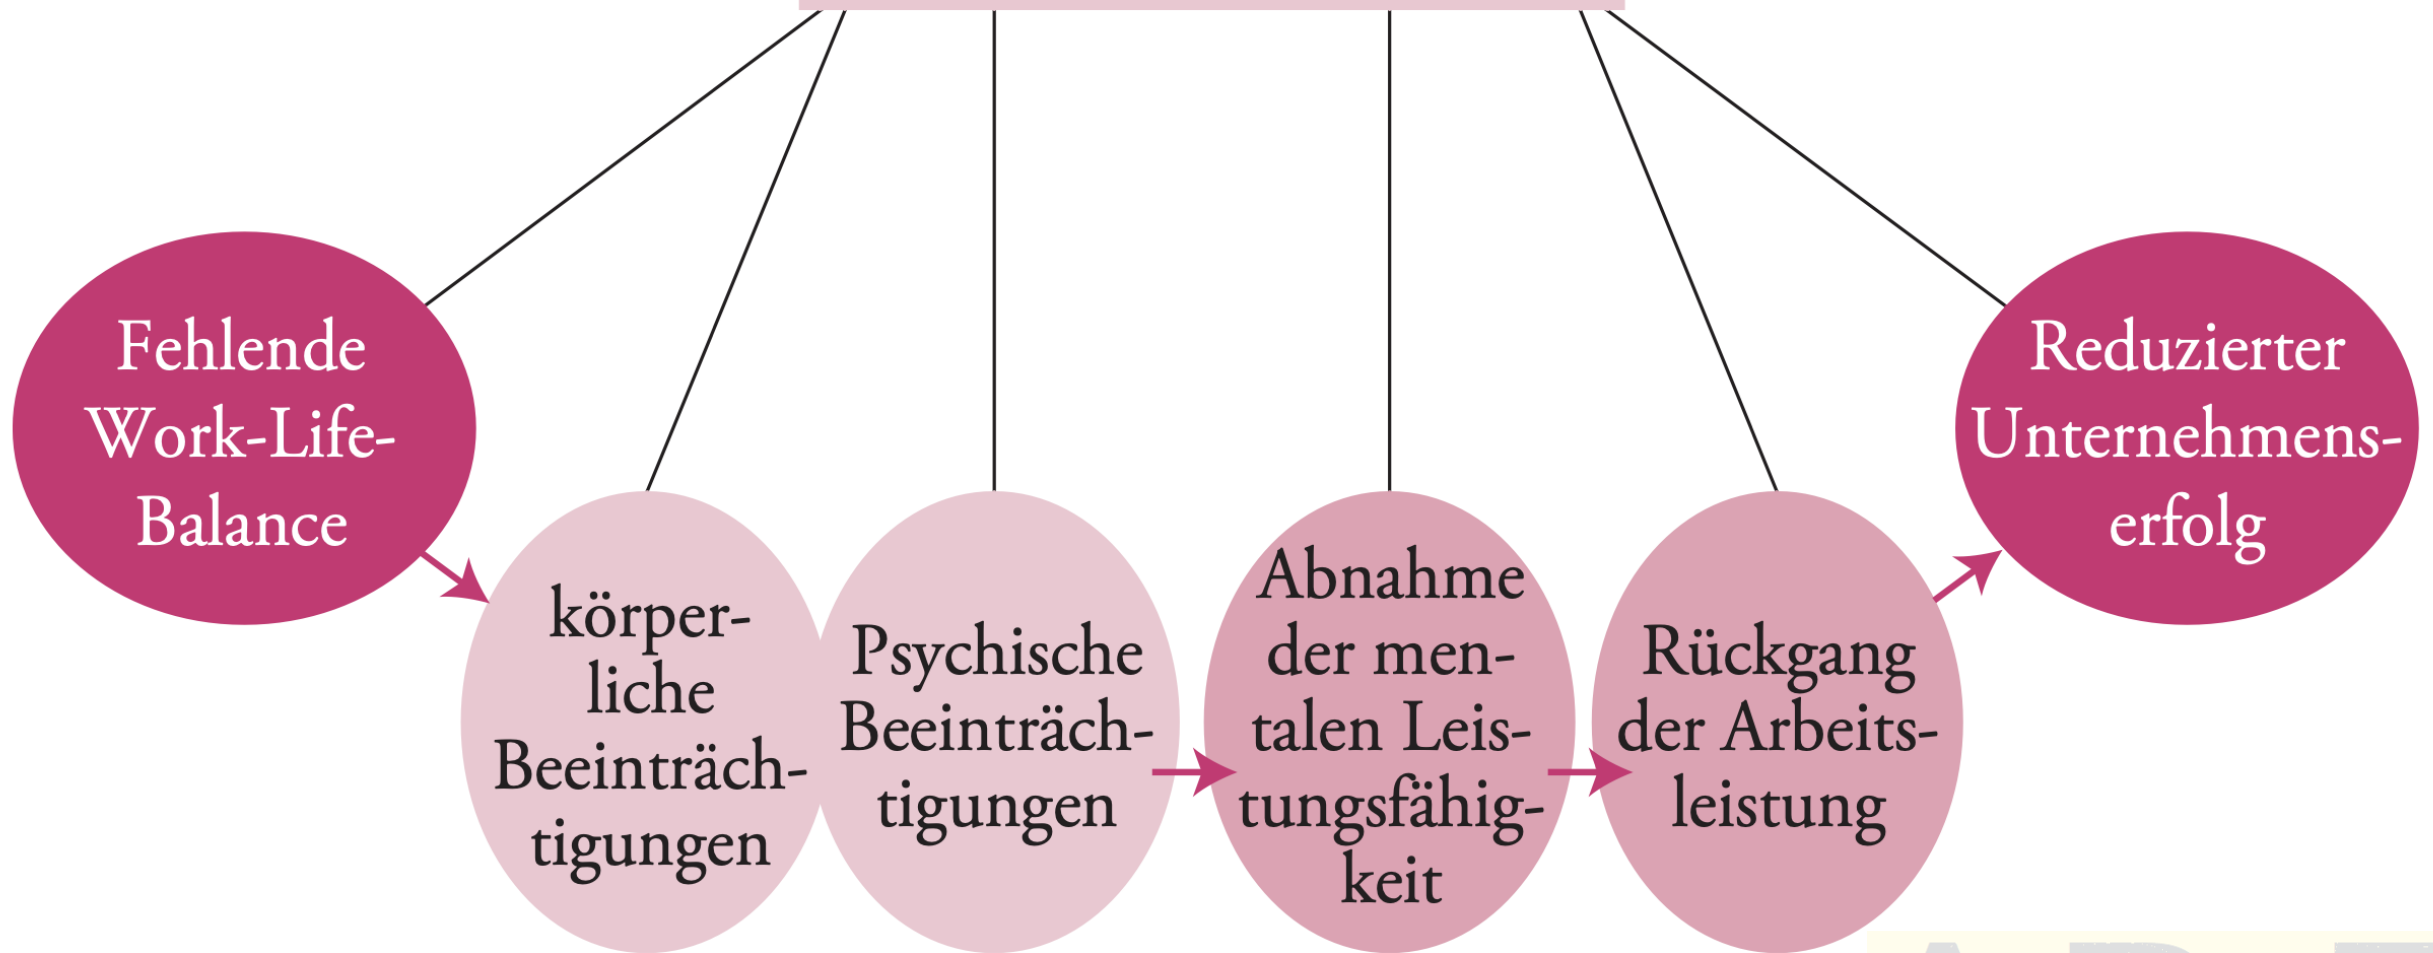 Fehlende
Work-Life-
Balance
körper-
liche
Beeinträch-
tigungen
Psychische
Beeinträch-
tigungen
Abnahme
der men-
talen Leis-
tungsfähig-
keit
Rückgang
der Arbeits-
leistung
Reduzierter
Unternehmens-
erfolg